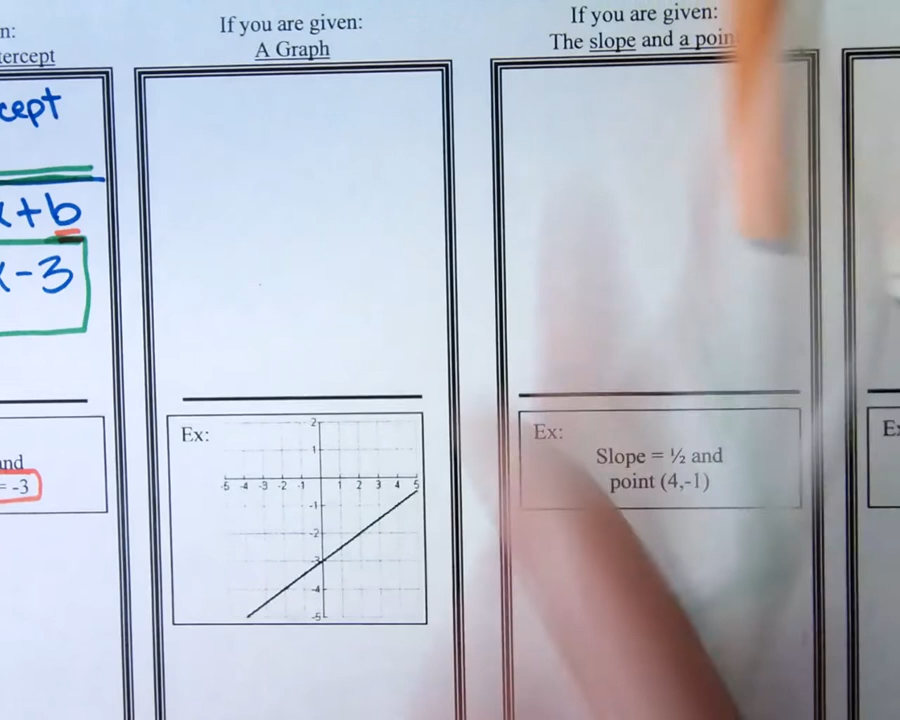 n:
tercept
cept
x+b
x-3
and
= -3
If you are given:
A Graph
Ex:
2
1
-5 -4 -3 -2 -1 1 2 3 4 5
-1
-2
-3
-4
-5
If you are given:
The slope and a poin
Ex:
Slope = ½ and
point (4,-1)
Ex